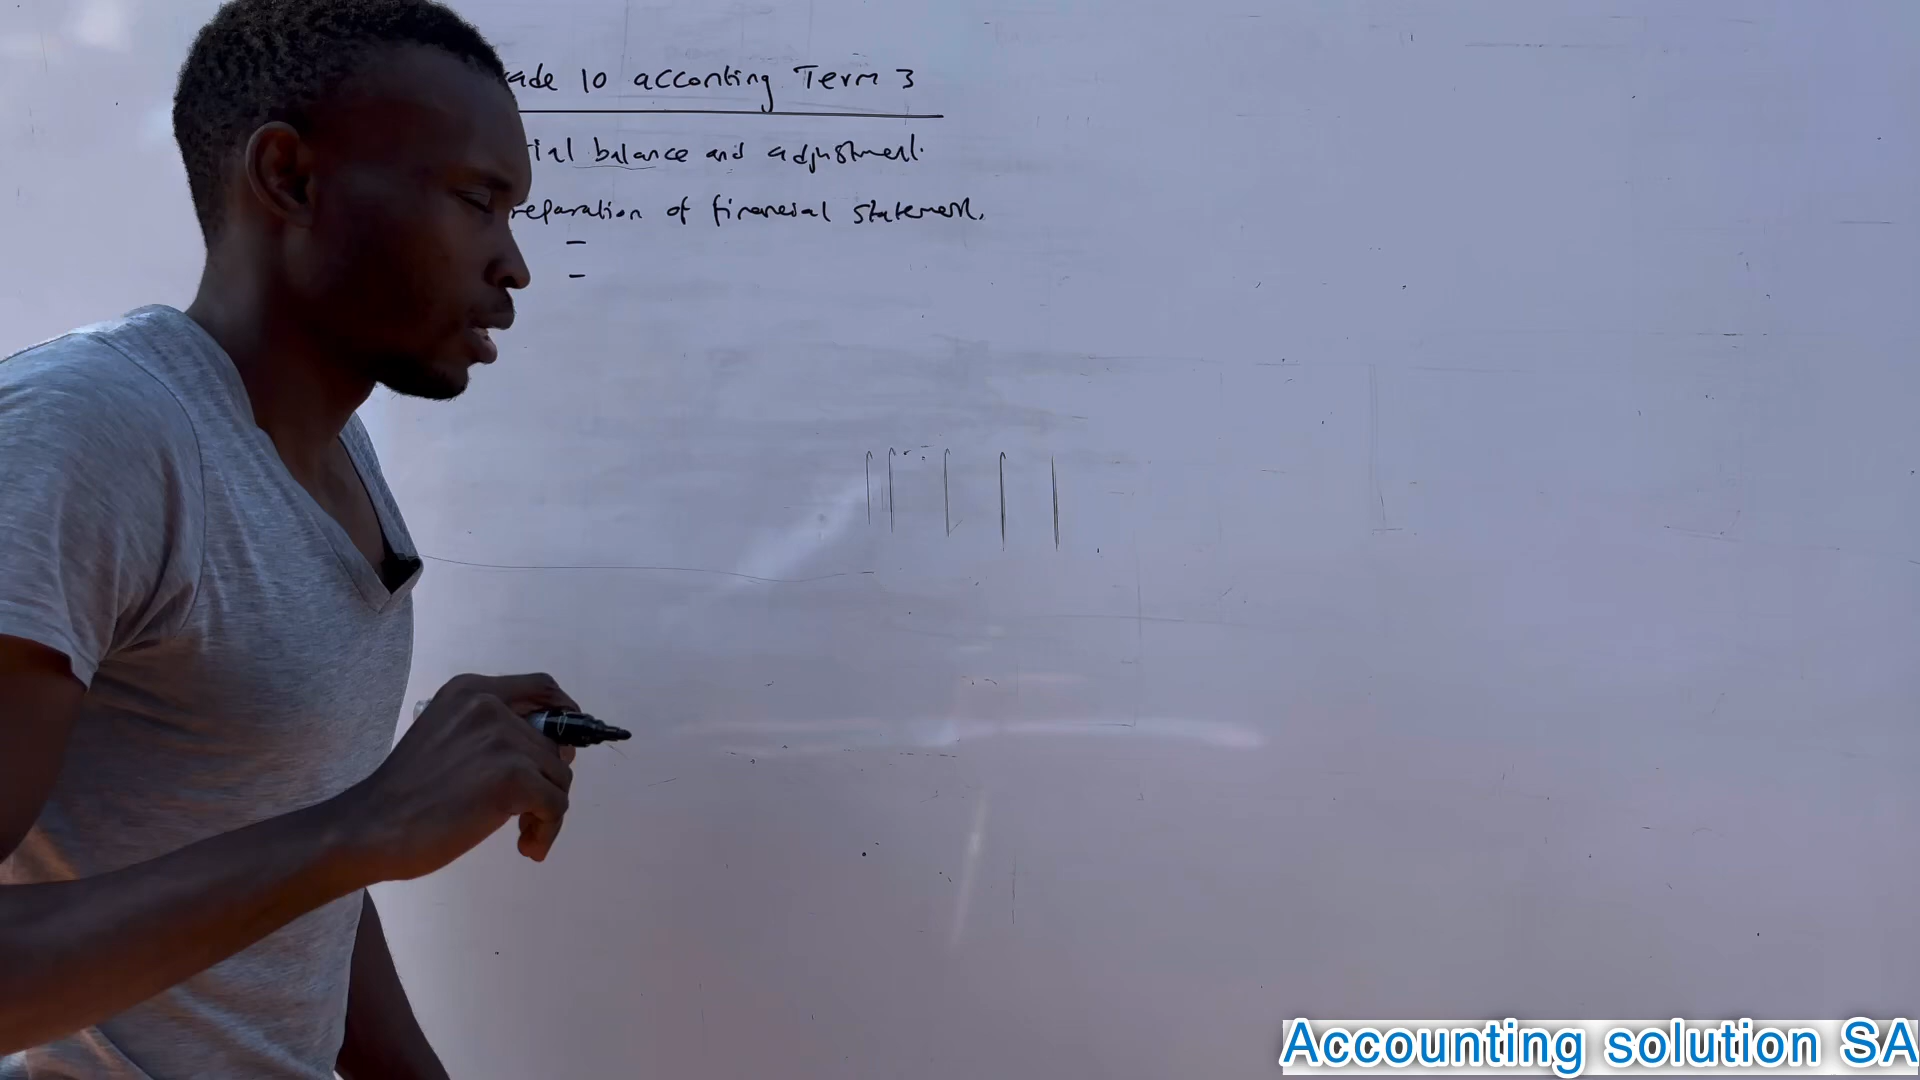 ade 10 acconting Term 3
ial balance and adjustment.
reparation of financial statement.
-
-
Accounting solution SA